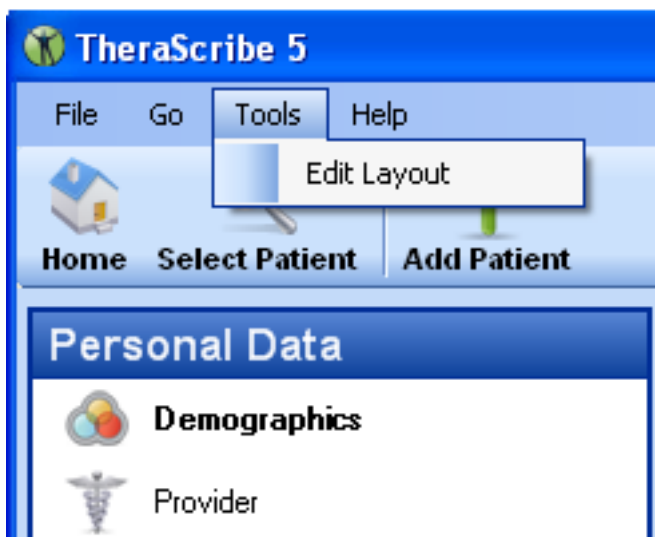 TheraScribe 5
File Go Tools Help
Edit Layout
Home Select Patient Add Patient
Personal Data
Demographics
Provider